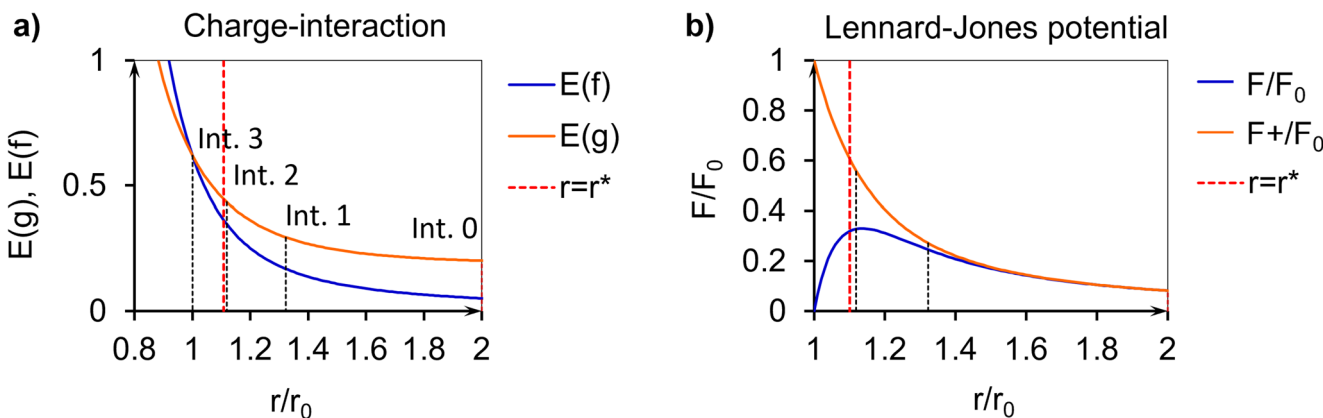 a) Charge-interaction
E(g), E(f)
1
0.5
0
Int. 3
Int. 2
Int. 1
Int. 0
0.8 1 1.2 1.4 1.6 1.8 2
r/r0
E(f)
E(g)
r=r*
b) Lennard-Jones potential
F/F0
1
0.8
0.6
0.4
0.2
0
1 1.2 1.4 1.6 1.8 2
r/r0
F/F0
F+/F0
r=r*